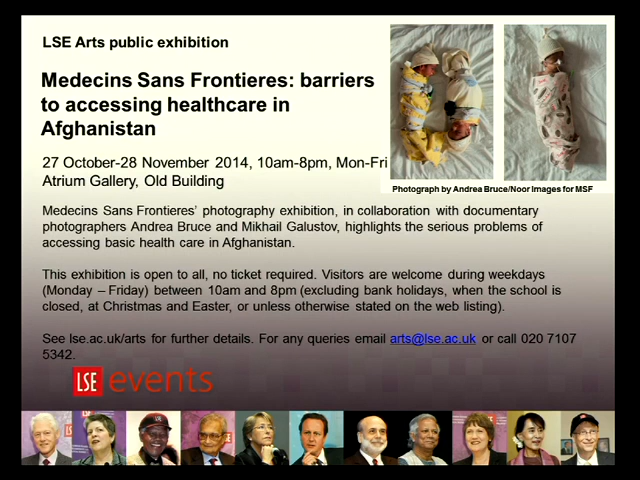 LSE Arts public exhibition
Medecins Sans Frontieres: barriers
to accessing healthcare in
Afghanistan
27 October-28 November 2014, 10am-8pm, Mon-Fri
Atrium Gallery, Old Building
Photograph by Andrea Bruce/Noor Images for MSF
Medecins Sans Frontieres' photography exhibition, in collaboration with documentary
photographers Andrea Bruce and Mikhail Galustov, highlights the serious problems of
accessing basic health care in Afghanistan.
This exhibition is open to all, no ticket required. Visitors are welcome during weekdays
(Monday – Friday) between 10am and 8pm (excluding bank holidays, when the school is
closed, at Christmas and Easter, or unless otherwise stated on the web listing).
See lse.ac.uk/arts for further details. For any queries email arts@lse.ac.uk or call 020 7107
5342.
LSE events